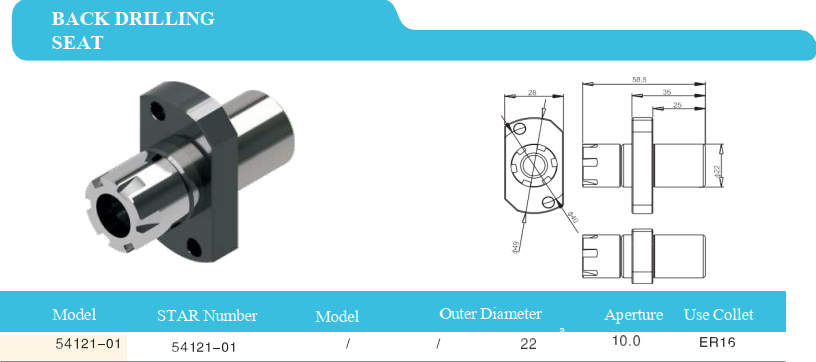 BACK DRILLING
SEAT
58.5
28
35
25
ϕ22
ϕ40
ϕ49
Model STAR Number Model Outer Diameter Aperture Use Collet
a
54121-01 54121-01 / / 22 10.0 ER16